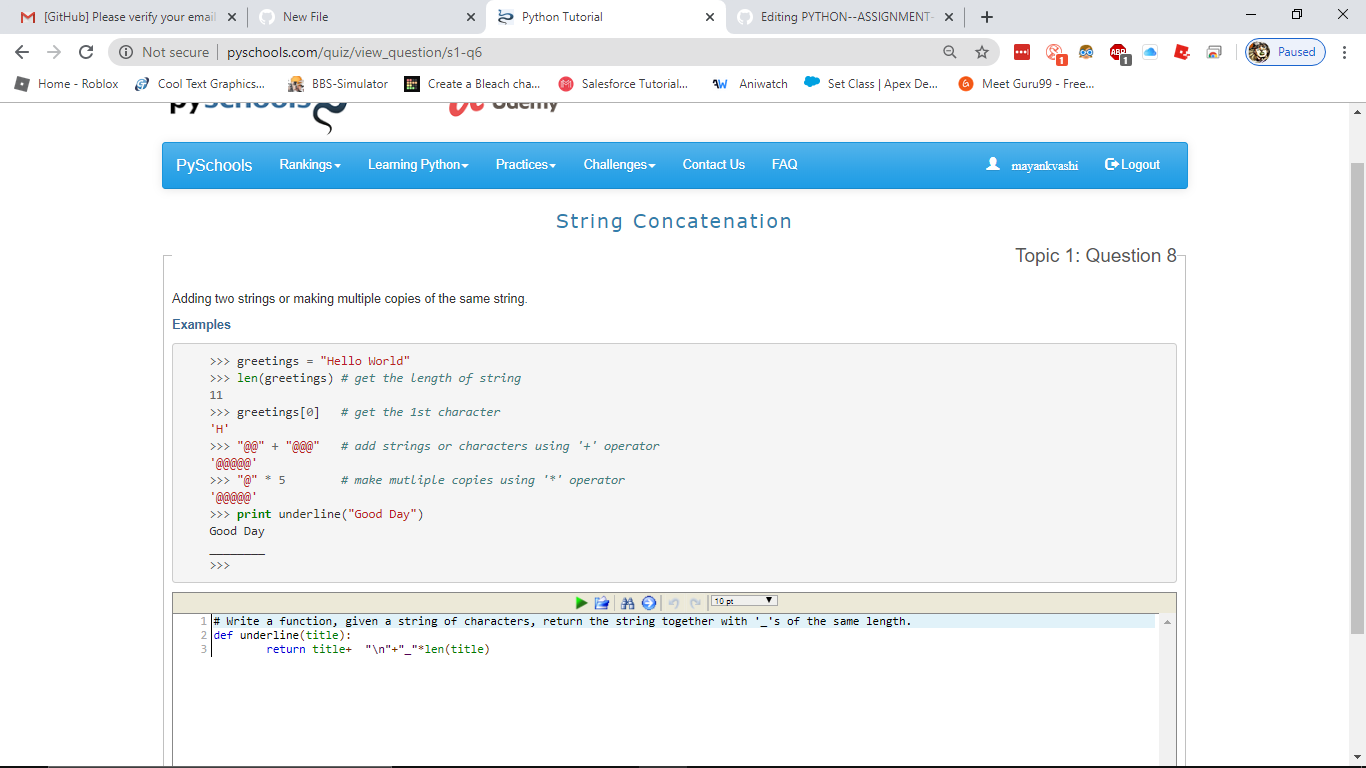 [GitHub] Please verify your email
New File
Python Tutorial
Editing PYTHON--ASSIGNMENT-
Not secure | pyschools.com/quiz/view_question/s1-q6
ABP
1
1
Paused
Home - Roblox
Cool Text Graphics...
BBS-Simulator
Create a Bleach cha...
Salesforce Tutorial...
Aniwatch
Set Class | Apex De...
Meet Guru99 - Free...
pyschools
Udemy
PySchools
Rankings
Learning Python
Practices
Challenges
Contact Us
FAQ
mayankvashi
Logout
String Concatenation
Topic 1: Question 8
Adding two strings or making multiple copies of the same string.
Examples
>>> greetings = "Hello World"
>>> len(greetings) # get the length of string
11
>>> greetings[0]   # get the 1st character
'H'
>>> "@@" + "@@@"   # add strings or characters using '+' operator
'@@@@@'
>>> "@" * 5        # make mutliple copies using '*' operator
'@@@@@'
>>> print underline("Good Day")
Good Day
________
>>>
10 pt
1 # Write a function, given a string of characters, return the string together with '_'s of the same length.
2 def underline(title):
3         return title+  "\n"+"_"*len(title)